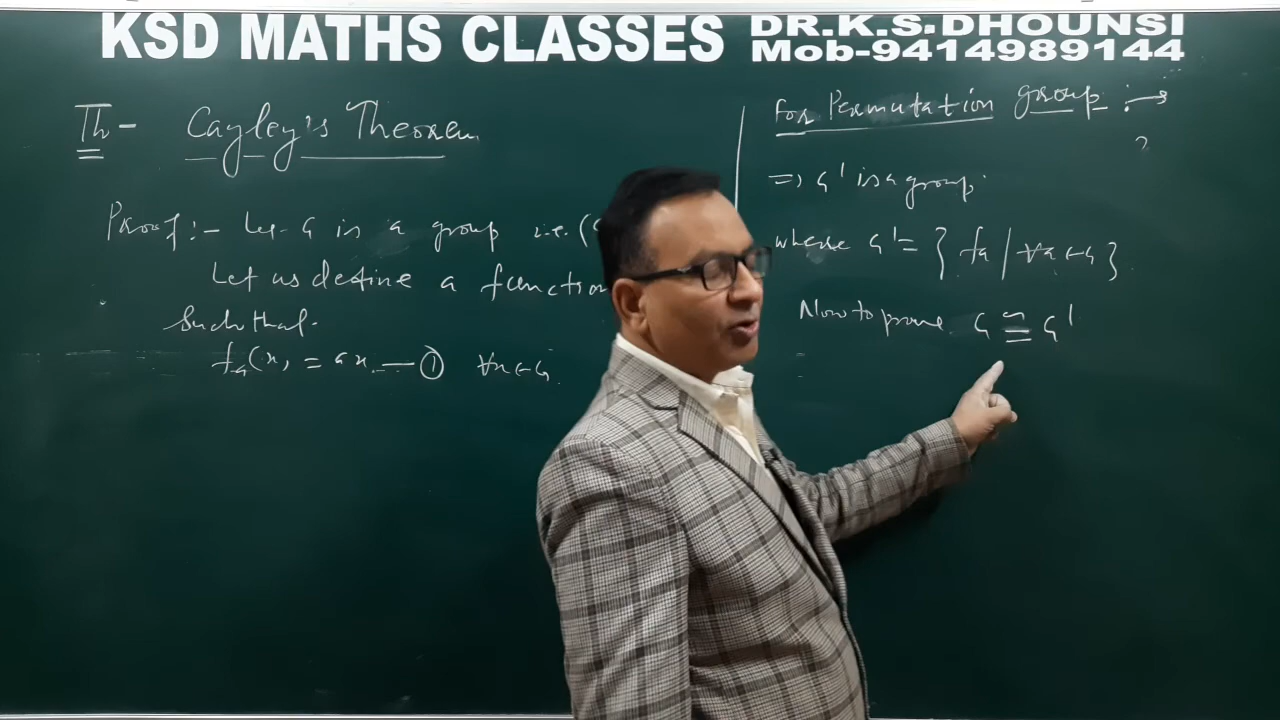 KSD MATHS CLASSES
DR.K.S.DHOUNSI
Mob-9414989144
Th- Cayley's Theorem
Proof:- Let G is a group i.e. (G
Let us define a function
Such that
fa(x) = ax — ① ∀x∈G
For Permutation group :→
?
⇒ G' is a group.
where G' = { fa / ∀a∈G }
Now to prove G ≅ G'